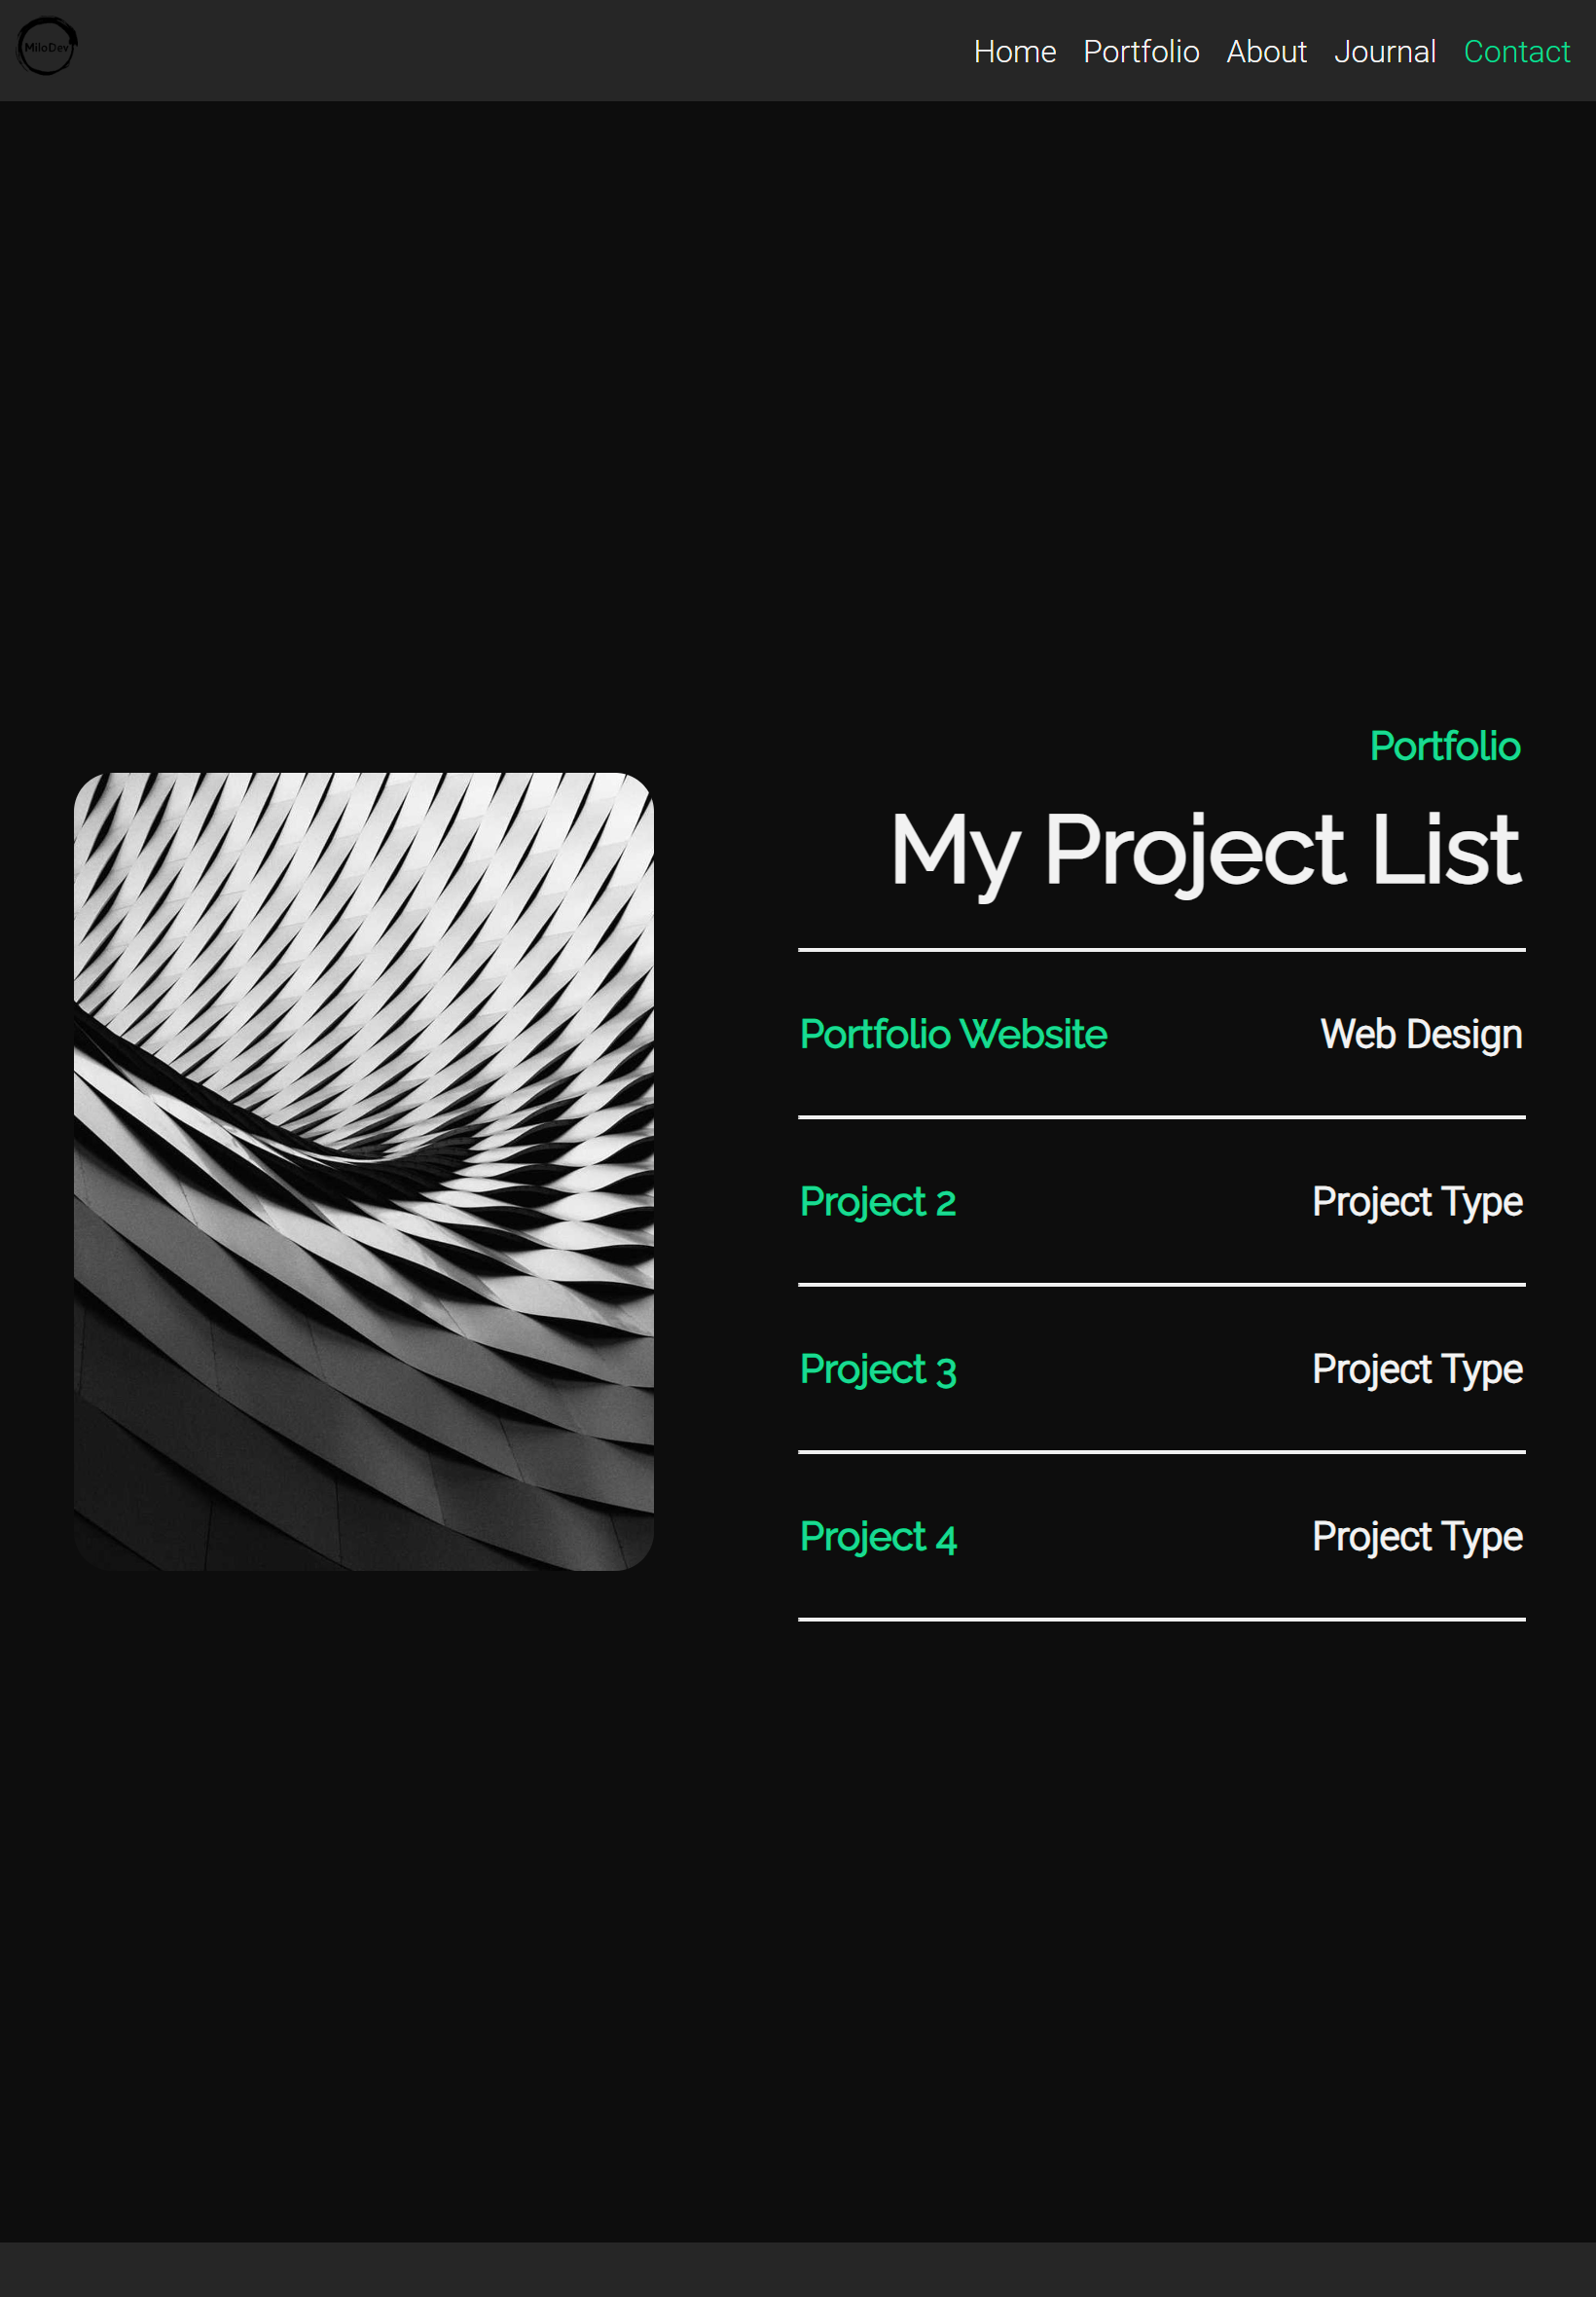 MiloDev
Home Portfolio About Journal Contact
Portfolio
My Project List
Portfolio Website Web Design
Project 2 Project Type
Project 3 Project Type
Project 4 Project Type